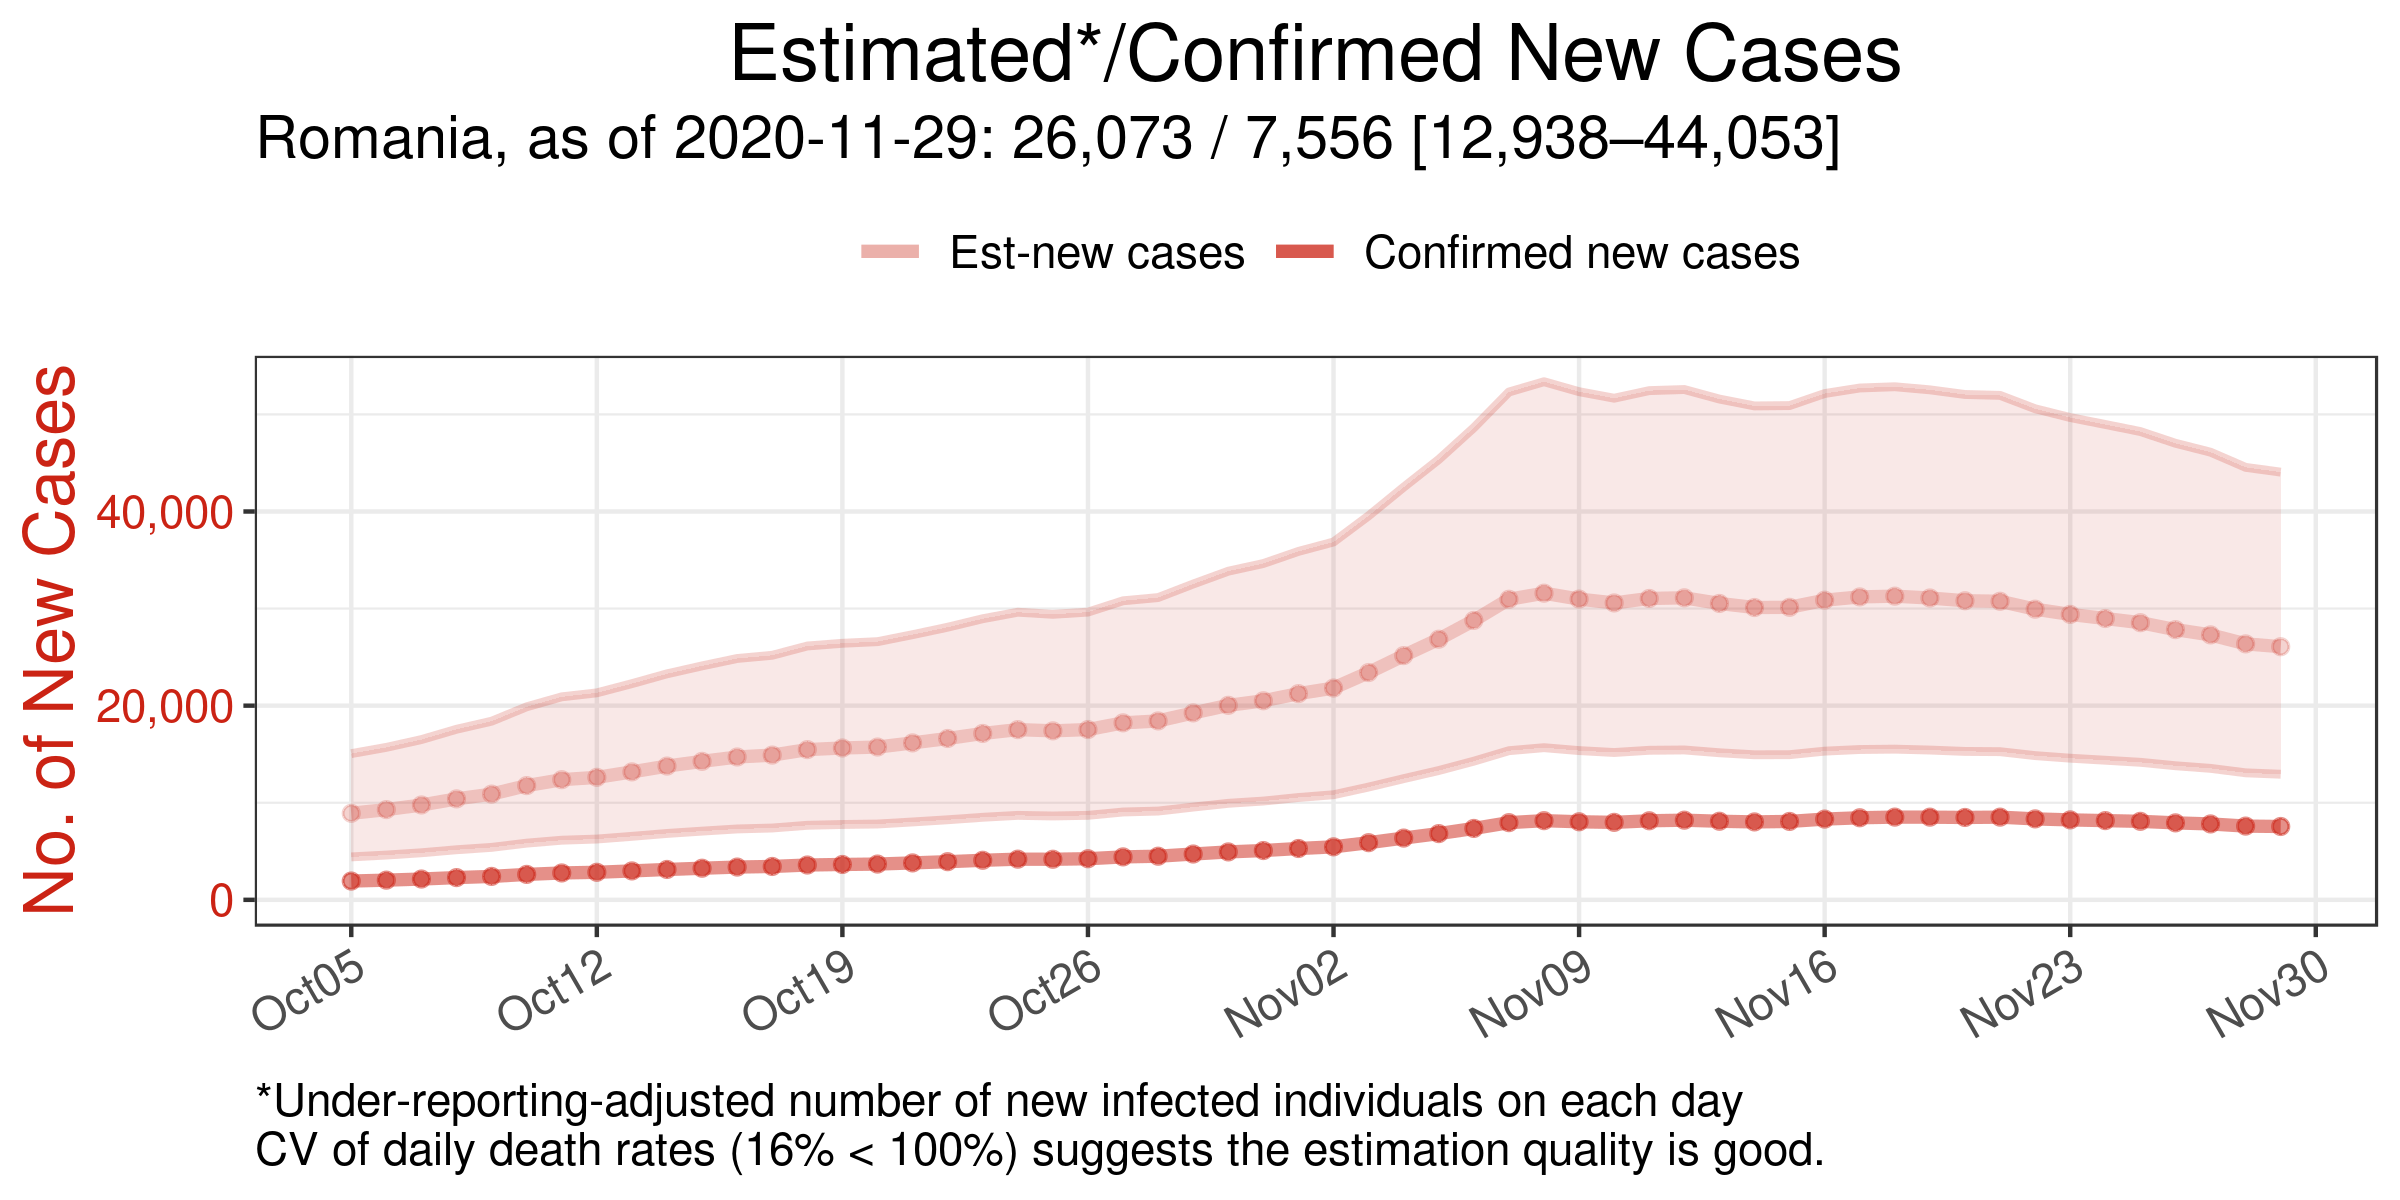 Estimated*/Confirmed New Cases
Romania, as of 2020-11-29: 26,073 / 7,556 [12,938–44,053]
Est-new cases
Confirmed new cases
No. of New Cases
40,000
20,000
0
Oct05
Oct12
Oct19
Oct26
Nov02
Nov09
Nov16
Nov23
Nov30
*Under-reporting-adjusted number of new infected individuals on each day
CV of daily death rates (16% < 100%) suggests the estimation quality is good.